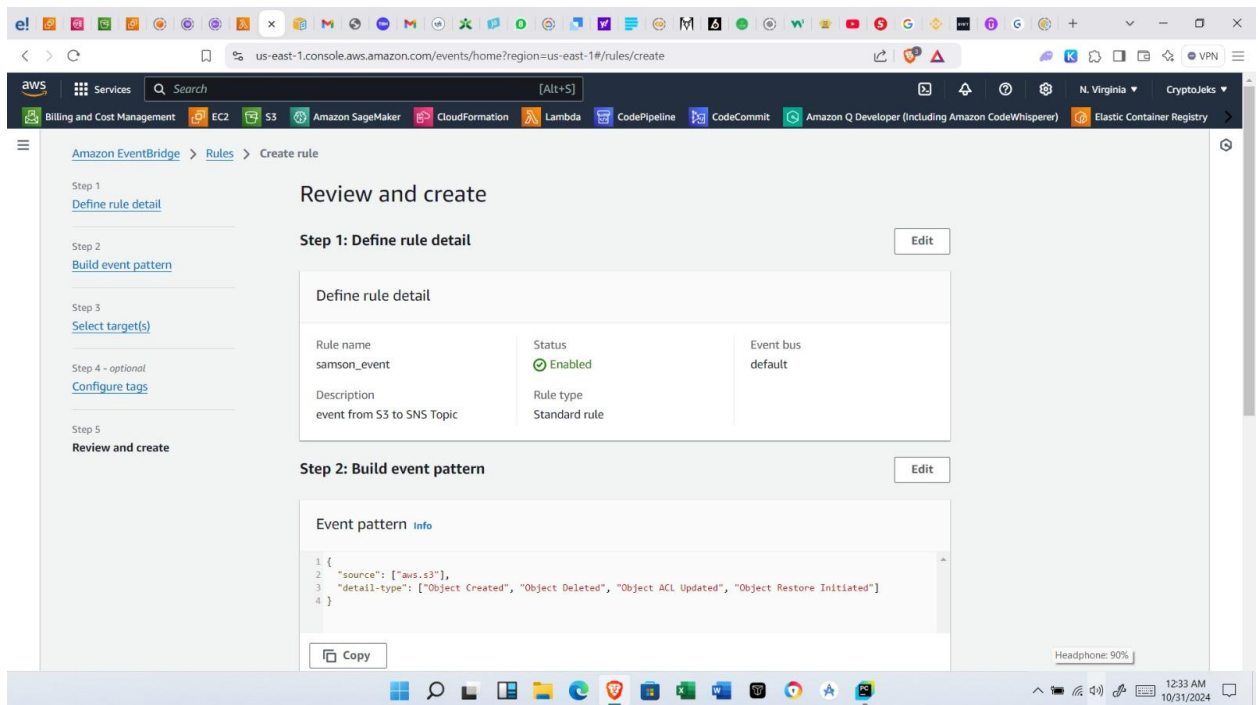 us-east-1.console.aws.amazon.com/events/home?region=us-east-1#/rules/create
VPN
aws Services Search [Alt+S] N. Virginia CryptoJeks
Billing and Cost Management EC2 S3 Amazon SageMaker CloudFormation Lambda CodePipeline CodeCommit Amazon Q Developer (Including Amazon CodeWhisperer) Elastic Container Registry
Amazon EventBridge > Rules > Create rule
Step 1
Define rule detail
Step 2
Build event pattern
Step 3
Select target(s)
Step 4 - optional
Configure tags
Step 5
Review and create
Review and create
Step 1: Define rule detail
Edit
Define rule detail
Rule name
samson_event
Status
Enabled
Event bus
default
Description
event from S3 to SNS Topic
Rule type
Standard rule
Step 2: Build event pattern
Edit
Event pattern Info
1 {
2 "source": ["aws.s3"],
3 "detail-type": ["Object Created", "Object Deleted", "Object ACL Updated", "Object Restore Initiated"]
4 }
Copy
Headphone: 90%
12:33 AM
10/31/2024